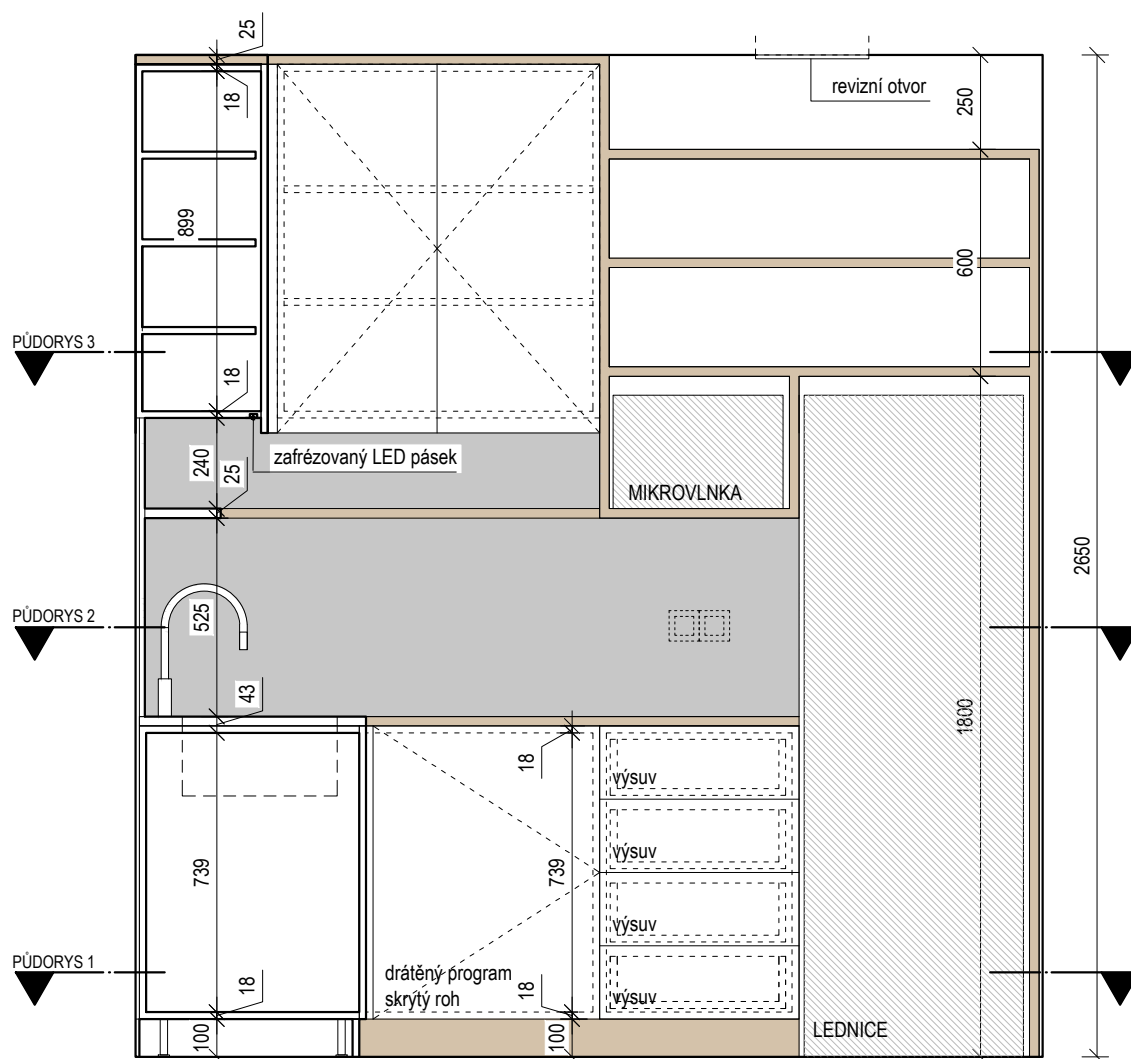 25
revizní otvor
18
250
899
600
PŮDORYS 3
18
240
25
zafrézovaný LED pásek
MIKROVLNKA
2650
PŮDORYS 2
525
43
1800
18
výsuv
výsuv
739
739
výsuv
PŮDORYS 1
drátěný program
skrytý roh
18
18
výsuv
100
100
LEDNICE